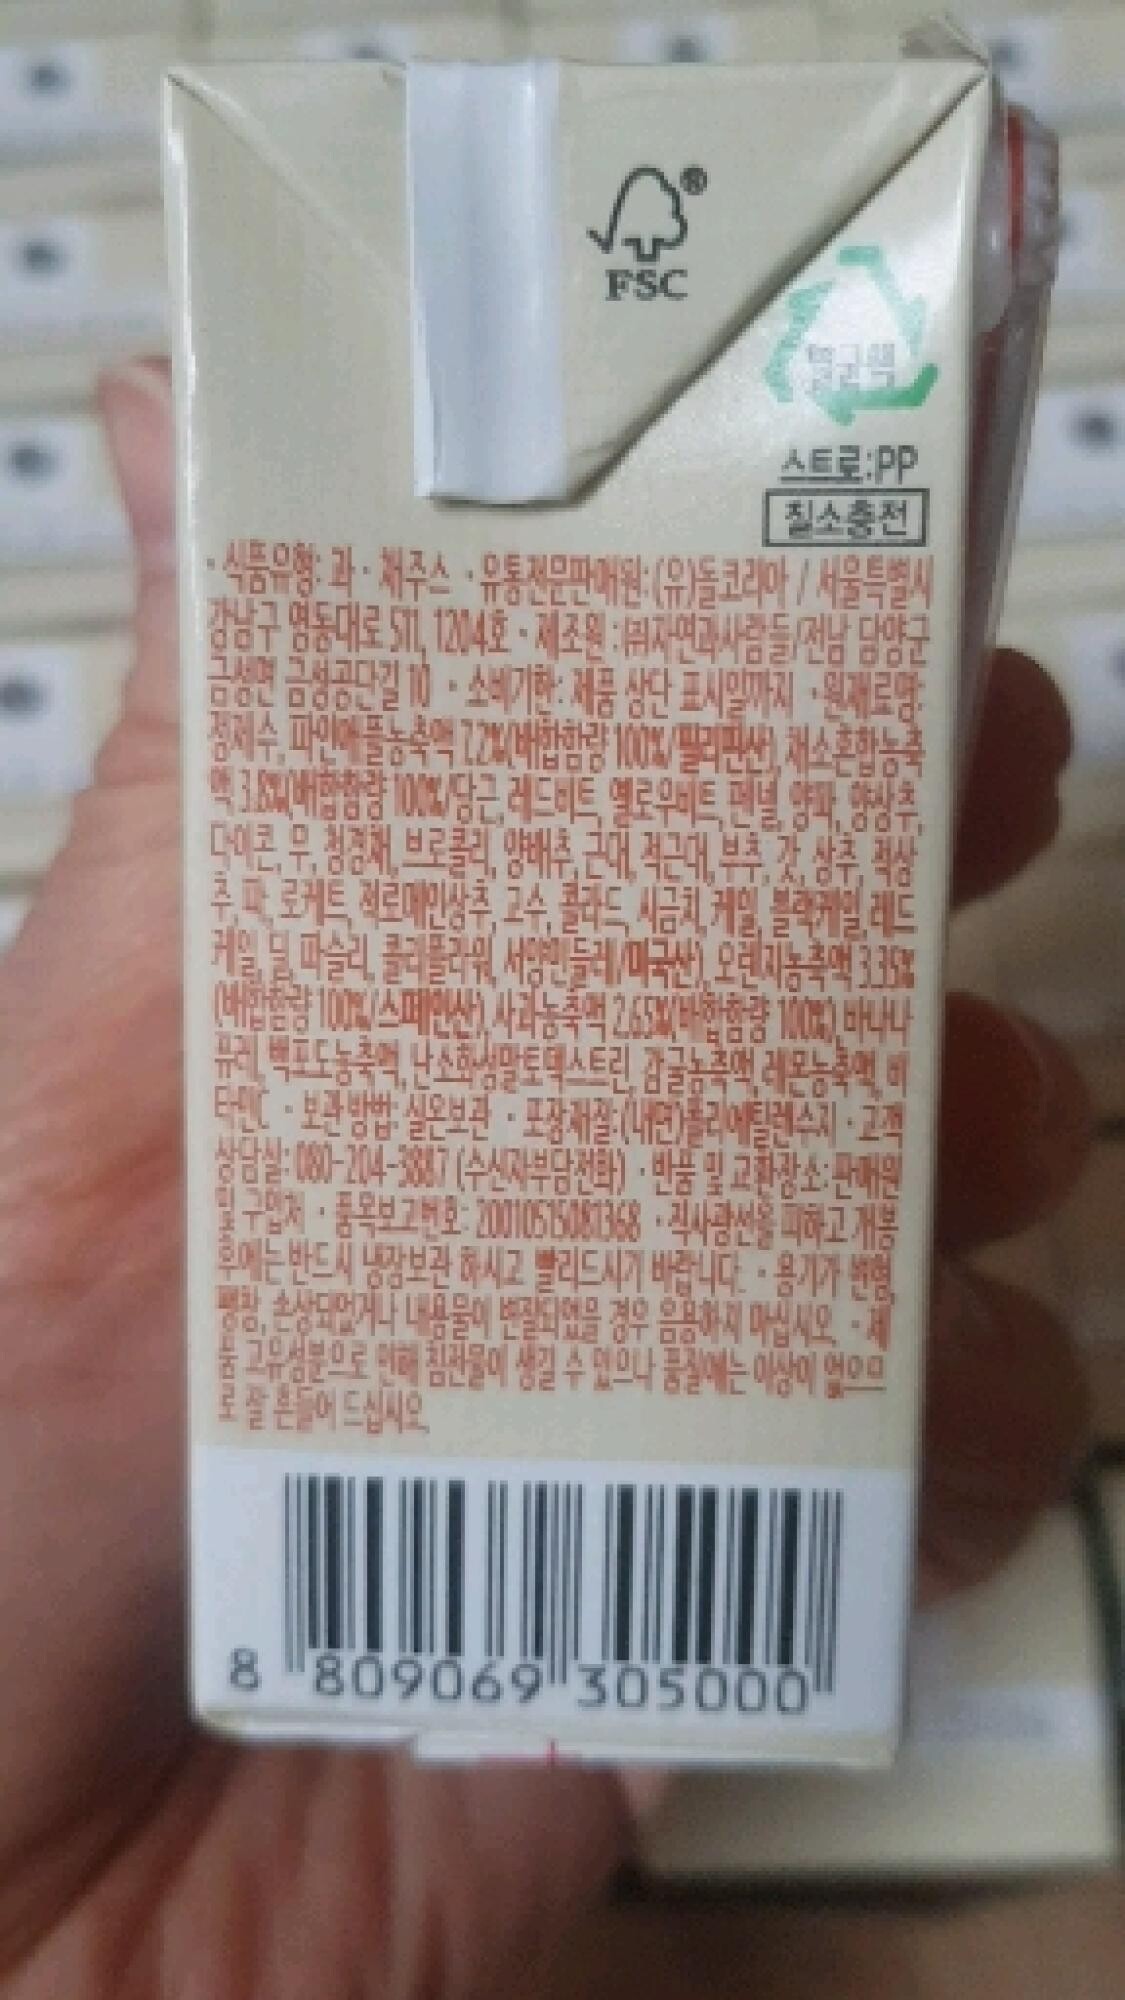 FSC
®
멸균팩
스트로:PP
질소충전
·식품유형: 과·채주스 ·유통전문판매원:(유)돌코리아 / 서울특별시
강남구 영동대로 511, 1204호 · 제조원 :㈜자연과사람들/전남 담양군
금성면 금성공단길 10 · 소비기한: 제품 상단 표시일까지 ·원재료명:
정제수, 파인애플농축액 7.2%(배합함량 100%/필리핀산), 채소혼합농축
액 3.8%(배합함량 100%/당근, 레드비트, 옐로우비트, 펜넬, 양파, 양상추,
다이콘, 무, 청경채, 브로콜리, 양배추, 근대, 적근대, 부추, 갓, 상추, 적상
추, 파, 로케트, 적로메인상추, 고수, 콜라드, 시금치, 케일, 블랙케일, 레드
케일, 딜, 파슬리, 콜리플라워, 서양민들레/미국산), 오렌지농축액 3.35%
(배합함량 100%/스페인산), 사과농축액 2.65%(배합함량 100%), 바나나
퓨레, 백포도농축액, 난소화성말토덱스트린, 감귤농축액, 레몬농축액, 비
타민C · 보관방법: 실온보관 · 포장재질:(내면)폴리에틸렌수지 · 고객
상담실: 080-204-3887 (수신자부담전화) ·반품 및 교환장소: 판매원
및 구입처 · 품목보고번호: 20010515081368 ·직사광선을 피하고 개봉
후에는 반드시 냉장보관 하시고 빨리드시기 바랍니다. · 용기가 변형,
팽창, 손상되었거나 내용물이 변질되었을 경우 음용하지 마십시오. · 제
품 고유성분으로 인해 침전물이 생길 수 있으나 품질에는 이상이 없으므
로 잘 흔들어 드십시오.
8 809069 305000